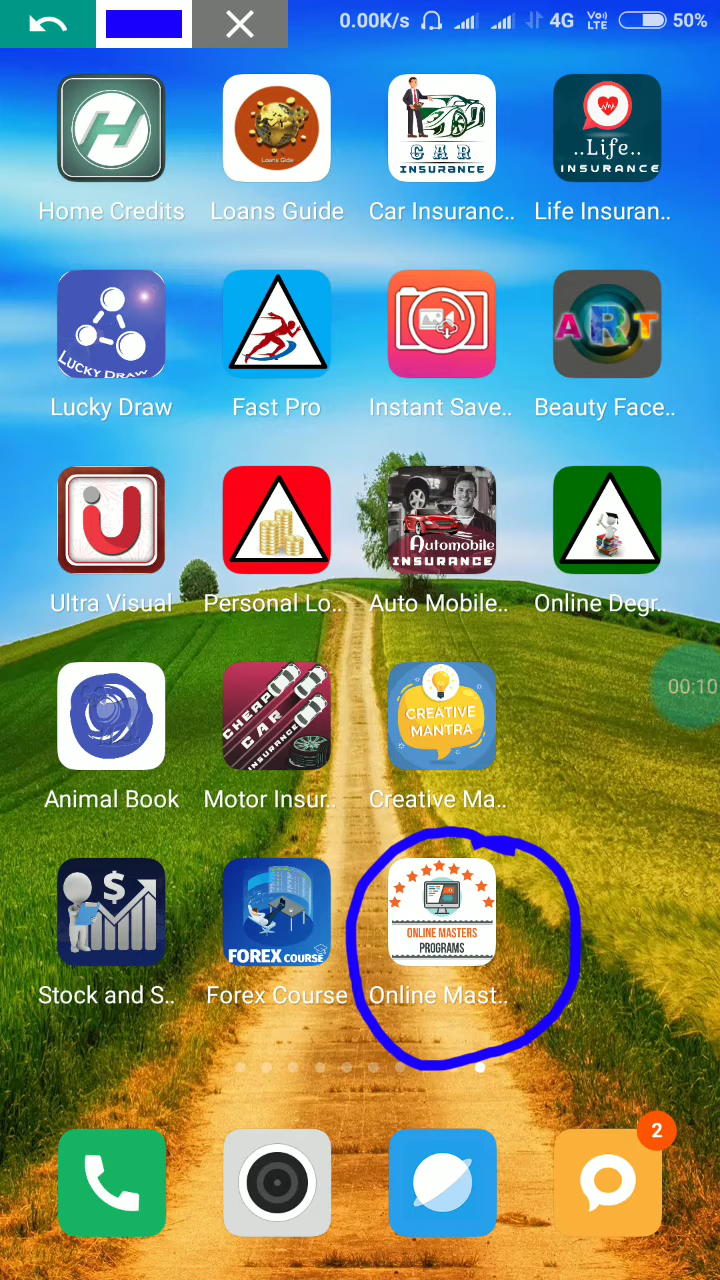 0.00K/s 4G Vo)) LTE 50%
Loans Gide
CAR
INSURANCE
..Life..
INSURANCE
Home Credits Loans Guide Car Insuranc.. Life Insuran..
LUCKY DRAW
ART
Lucky Draw Fast Pro Instant Save.. Beauty Face..
U
Automobile
INSURANCE
Ultra Visual Personal Lo.. Auto Mobile.. Online Degr..
CHEAP
CAR
INSURANCE
CREATIVE
MANTRA
00:10
Animal Book Motor Insur.. Creative Ma..
$
FOREX COURSE
ONLINE MASTERS
PROGRAMS
Stock and S.. Forex Course Online Mast..
2